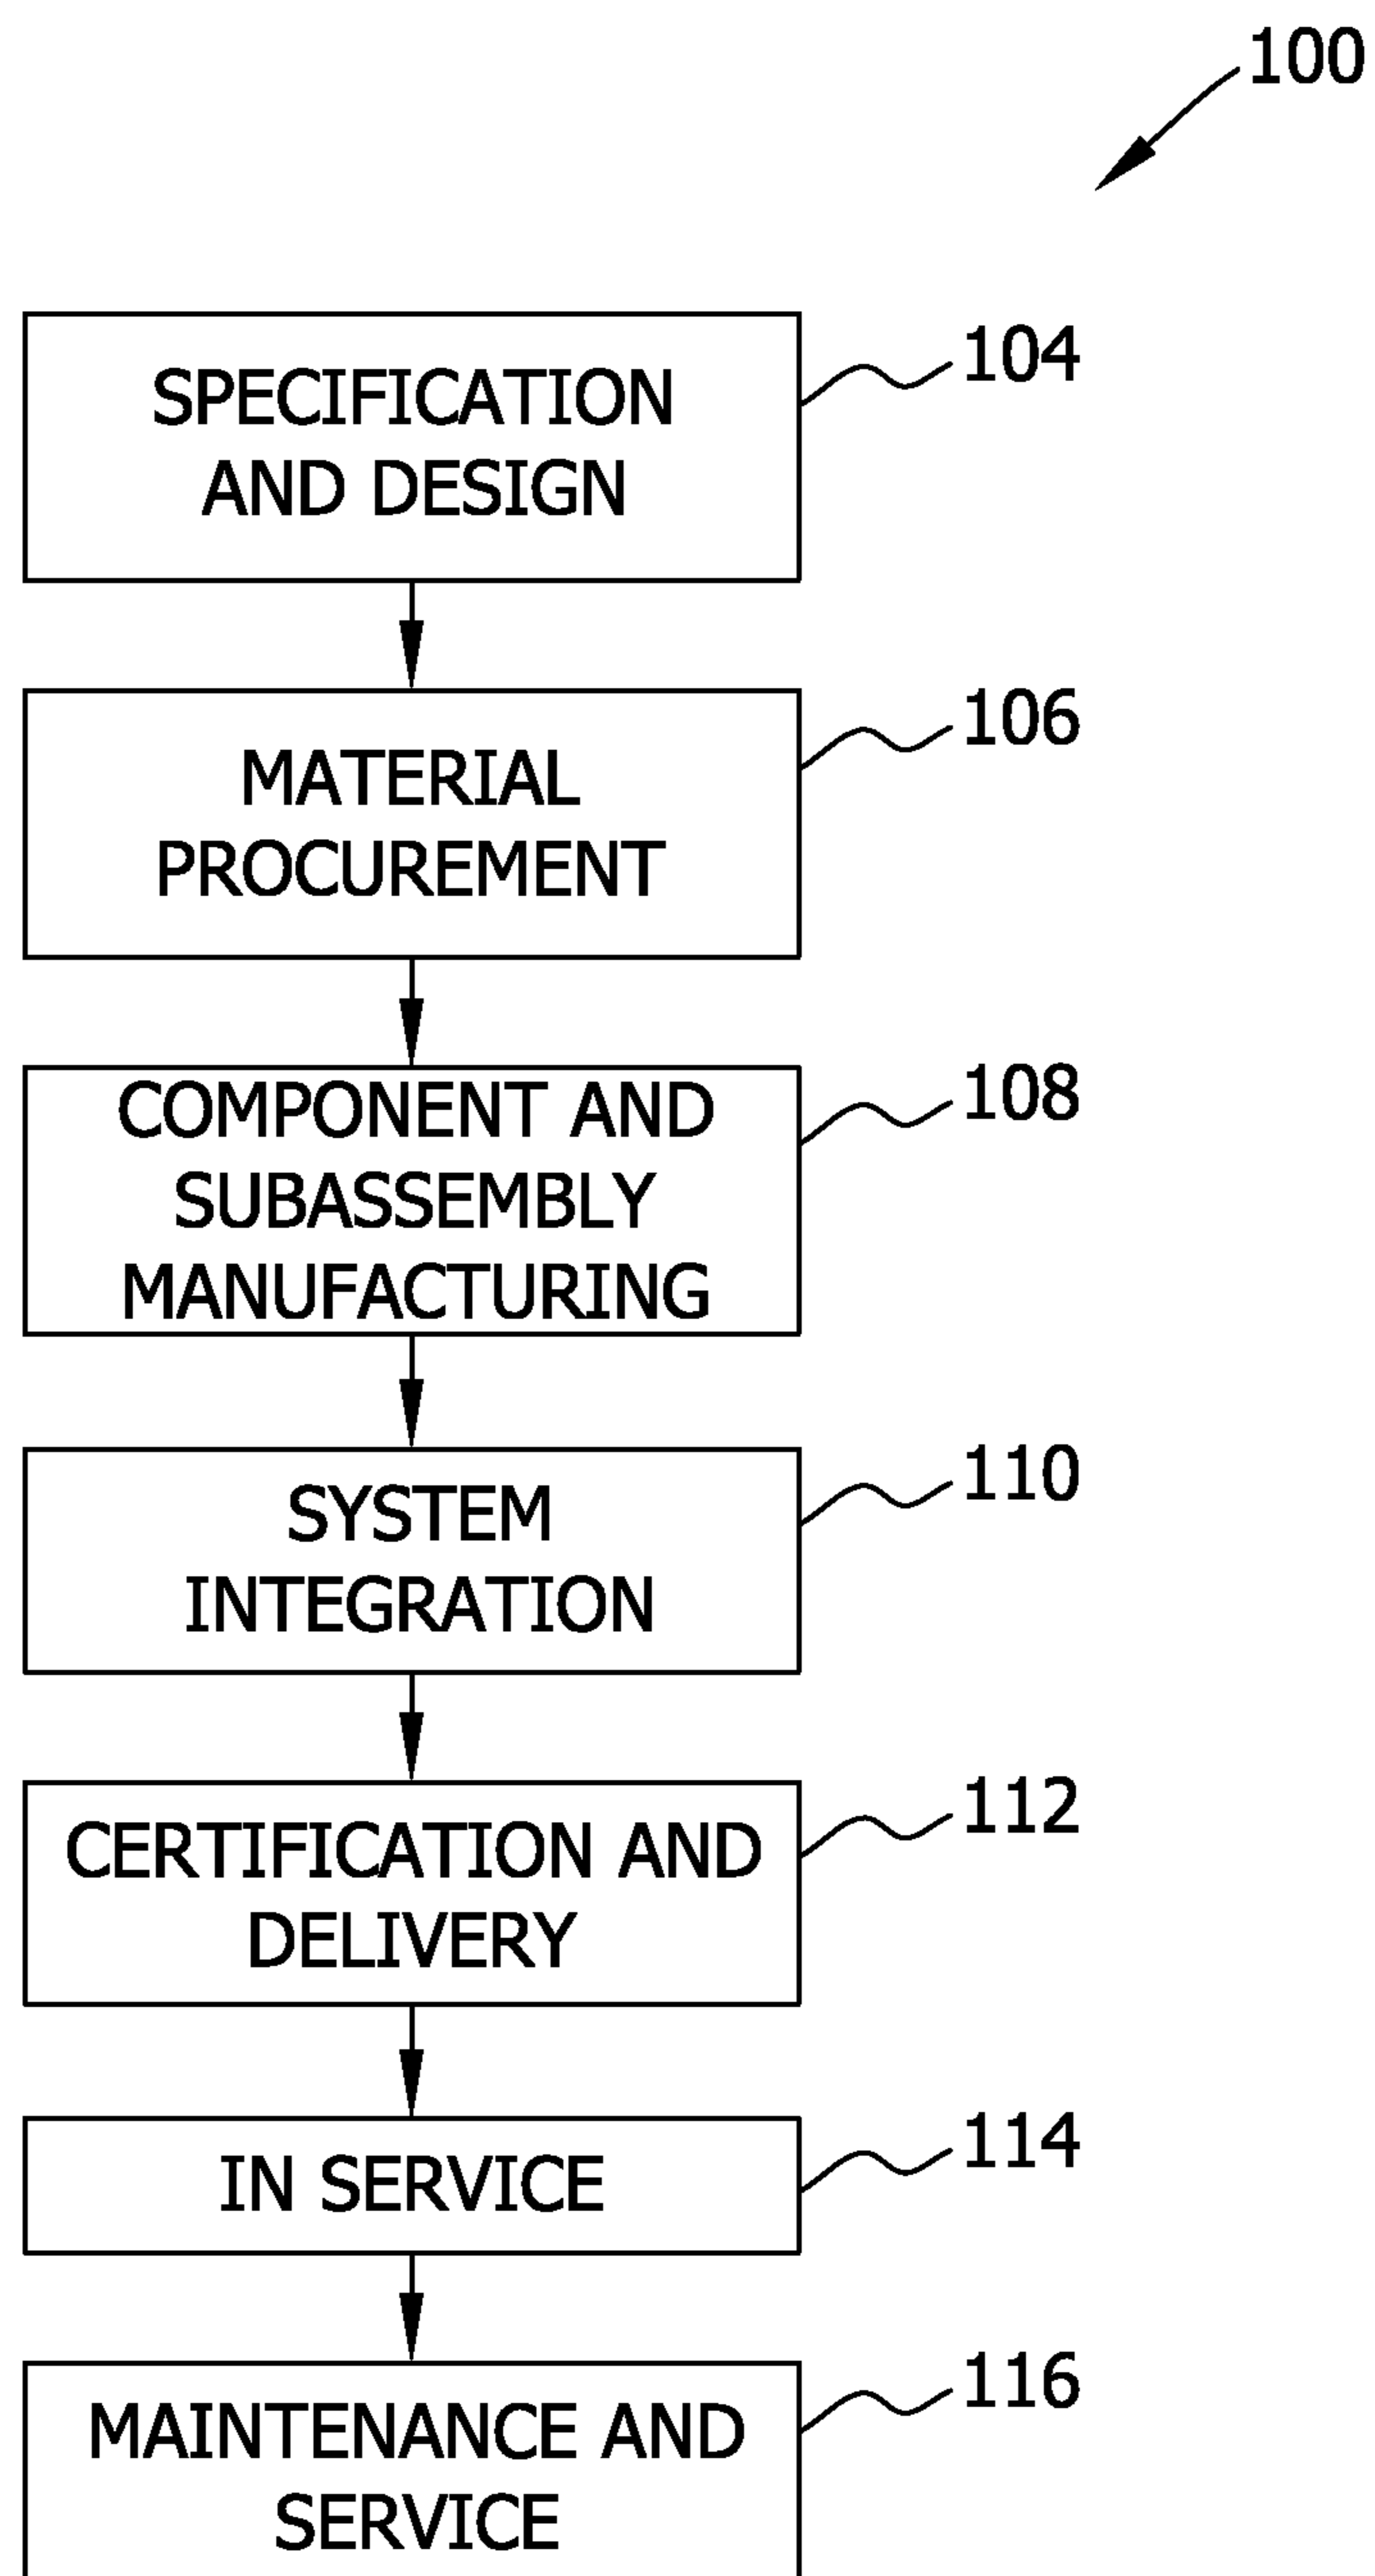 100
SPECIFICATION
AND DESIGN
104
MATERIAL
PROCUREMENT
106
COMPONENT AND
SUBASSEMBLY
MANUFACTURING
108
SYSTEM
INTEGRATION
110
CERTIFICATION AND
DELIVERY
112
IN SERVICE
114
MAINTENANCE AND
SERVICE
116